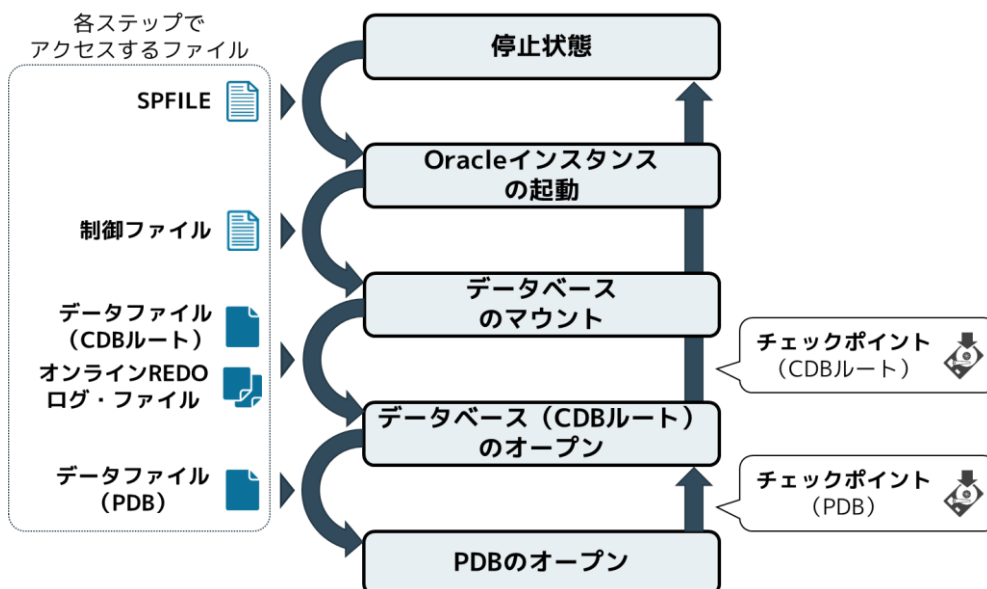 各ステップで
アクセスするファイル
停止状態
SPFILE
Oracleインスタンス
の起動
制御ファイル
データベース
のマウント
データファイル
（CDBルート）
オンラインREDO
ログ・ファイル
チェックポイント
（CDBルート）
データベース（CDBルート）
のオープン
データファイル
（PDB）
チェックポイント
（PDB）
PDBのオープン